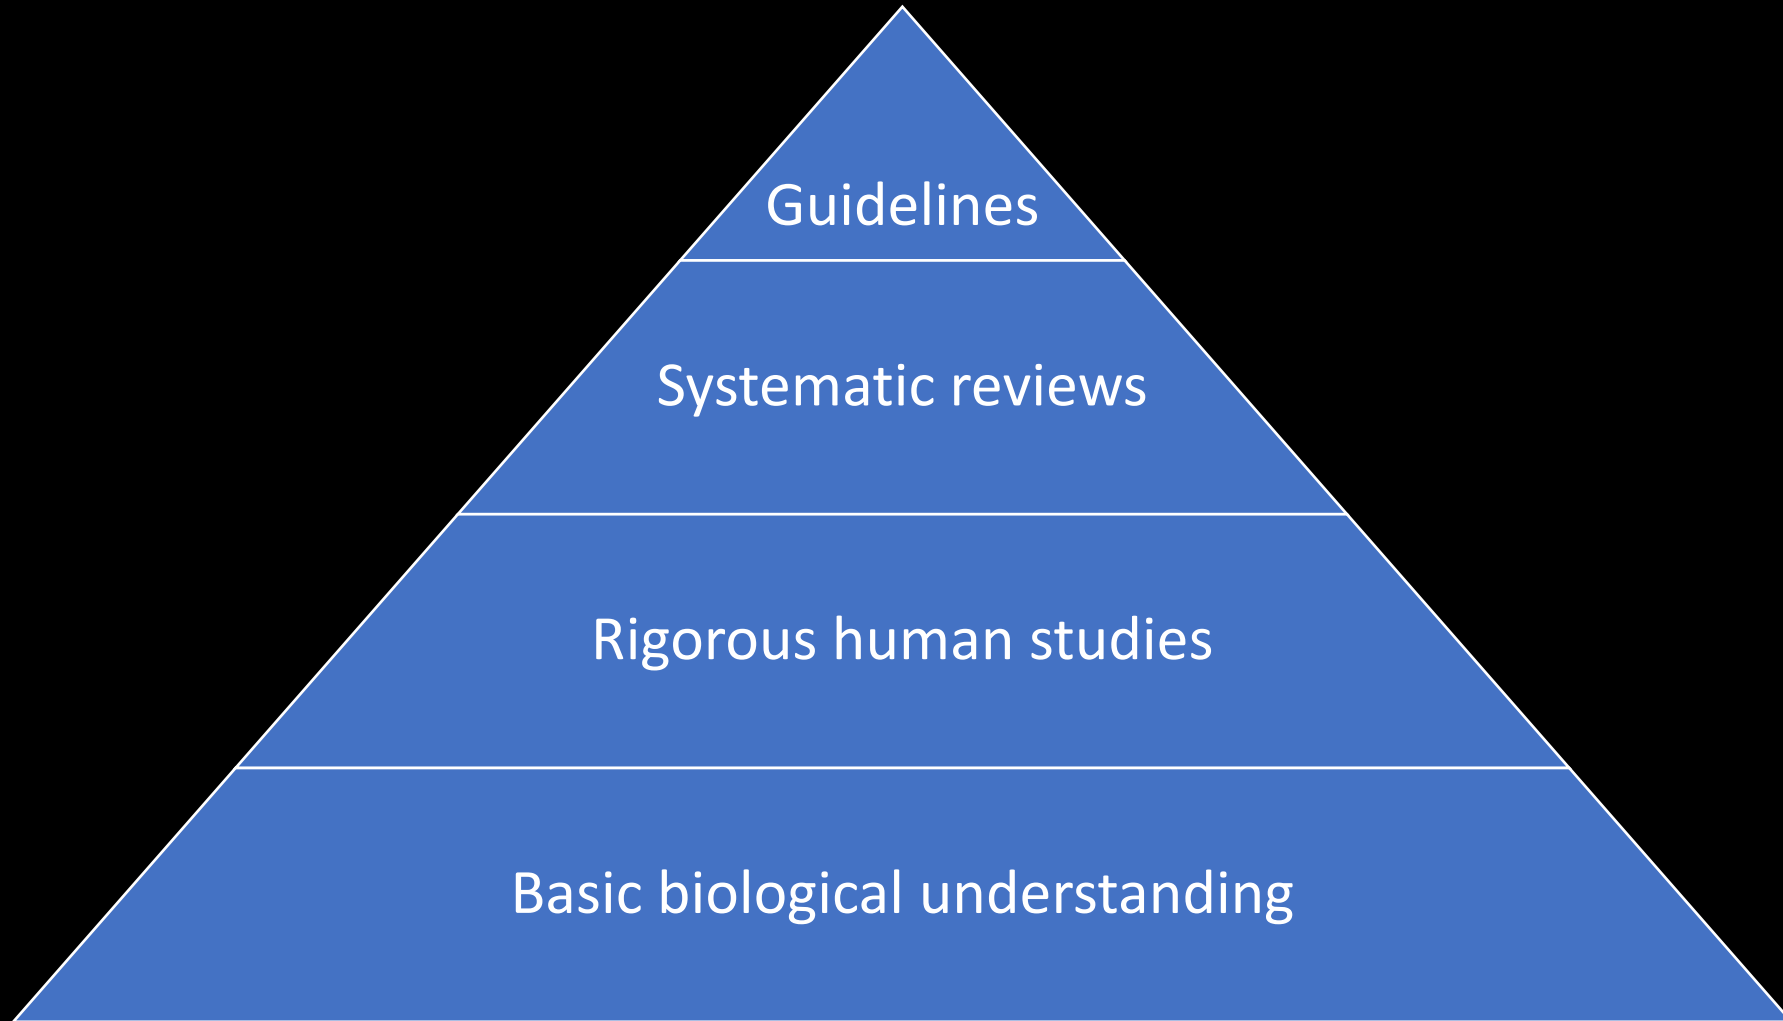 Guidelines
Systematic reviews
Rigorous human studies
Basic biological understanding